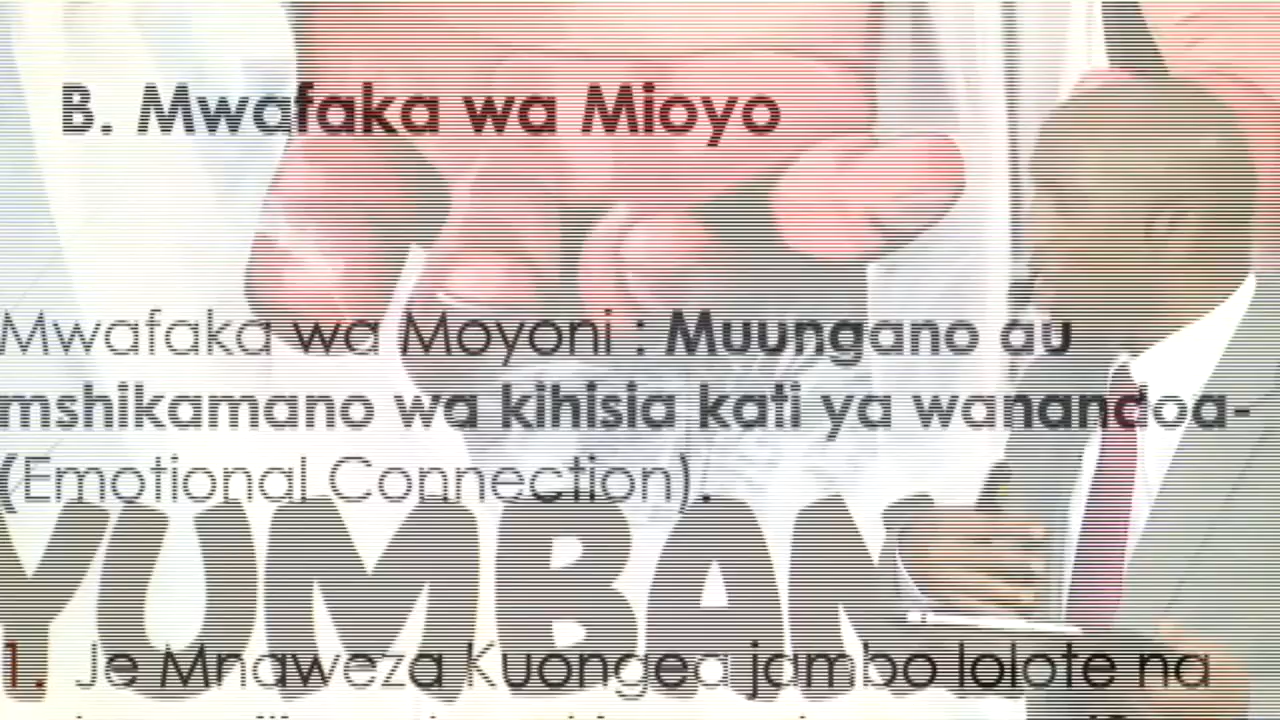 B. Mwafaka wa Mioyo
Mwafaka wa Moyoni : Muungano au
mshikamano wa kihisia kati ya wanandoa-
(Emotional Connection).
YUMBAN
1. Je Mnaweza Kuongea jambo lolote na